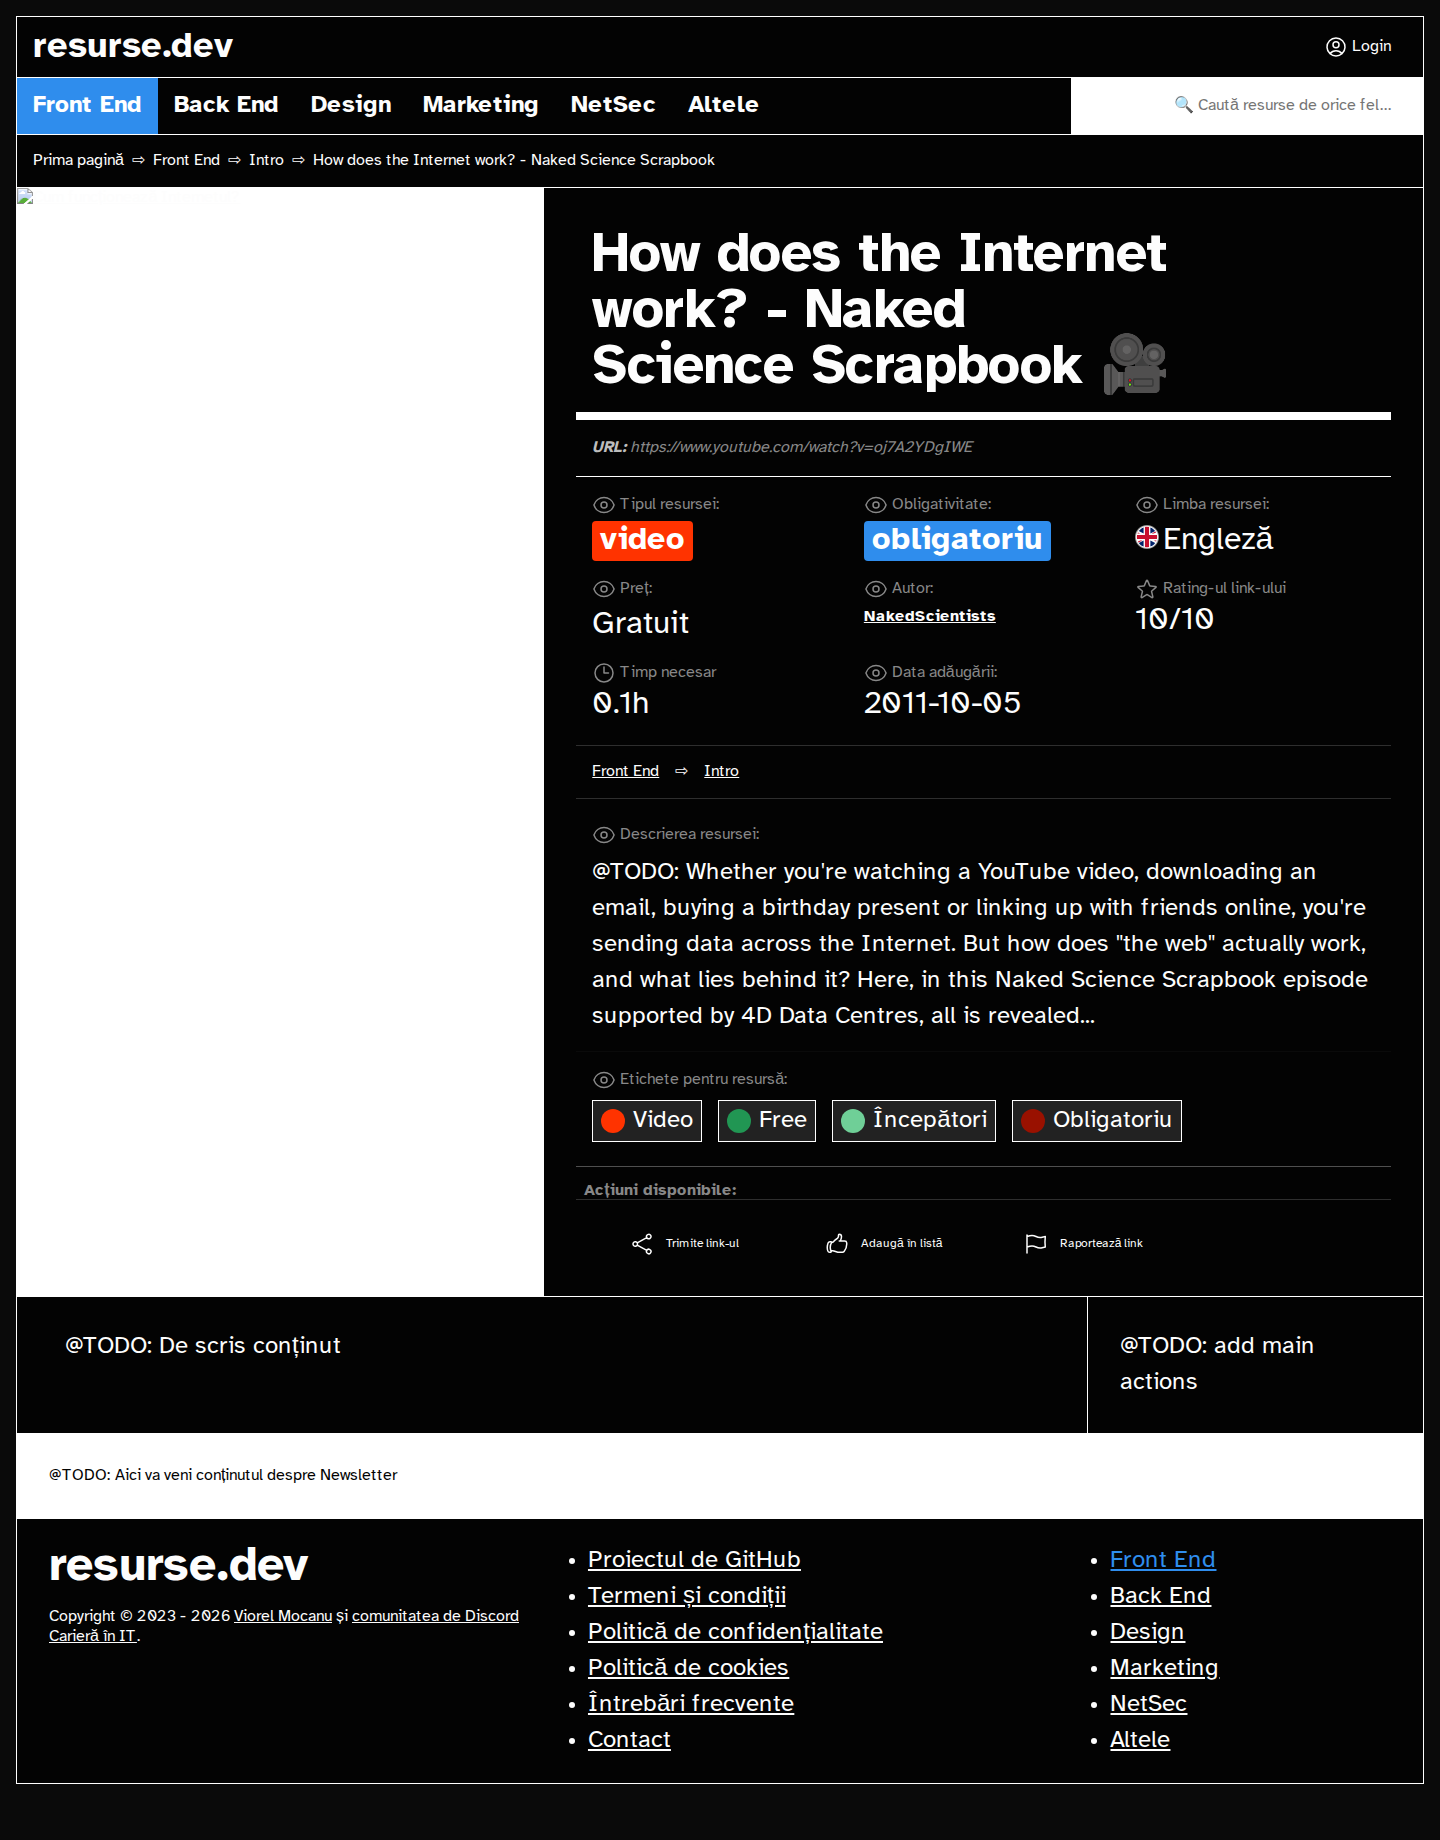 resurse.dev
Login
Front End Back End Design Marketing NetSec Altele
🔍 Caută resurse de orice fel...
Prima pagină ⇨ Front End ⇨ Intro ⇨ How does the Internet work? - Naked Science Scrapbook
How does the Internet
work? - Naked
Science Scrapbook 🎥
URL: https://www.youtube.com/watch?v=oj7A2YDgIWE
Tipul resursei:
video
Obligativitate:
obligatoriu
Limba resursei:
Engleză
Preț:
Gratuit
Autor:
NakedScientists
Rating-ul link-ului
10/10
Timp necesar
0.1h
Data adăugării:
2011-10-05
Front End ⇨ Intro
Descrierea resursei:
@TODO: Whether you're watching a YouTube video, downloading an
email, buying a birthday present or linking up with friends online, you're
sending data across the Internet. But how does "the web" actually work,
and what lies behind it? Here, in this Naked Science Scrapbook episode
supported by 4D Data Centres, all is revealed...
Etichete pentru resursă:
Video Free Începători Obligatoriu
Acțiuni disponibile:
Trimite link-ul Adaugă în listă Raportează link
@TODO: De scris conținut
@TODO: add main
actions
@TODO: Aici va veni conținutul despre Newsletter
resurse.dev
Copyright © 2023 - 2026 Viorel Mocanu și comunitatea de Discord
Carieră în IT.
Proiectul de GitHub
Termeni și condiții
Politică de confidențialitate
Politică de cookies
Întrebări frecvente
Contact
Front End
Back End
Design
Marketing
NetSec
Altele